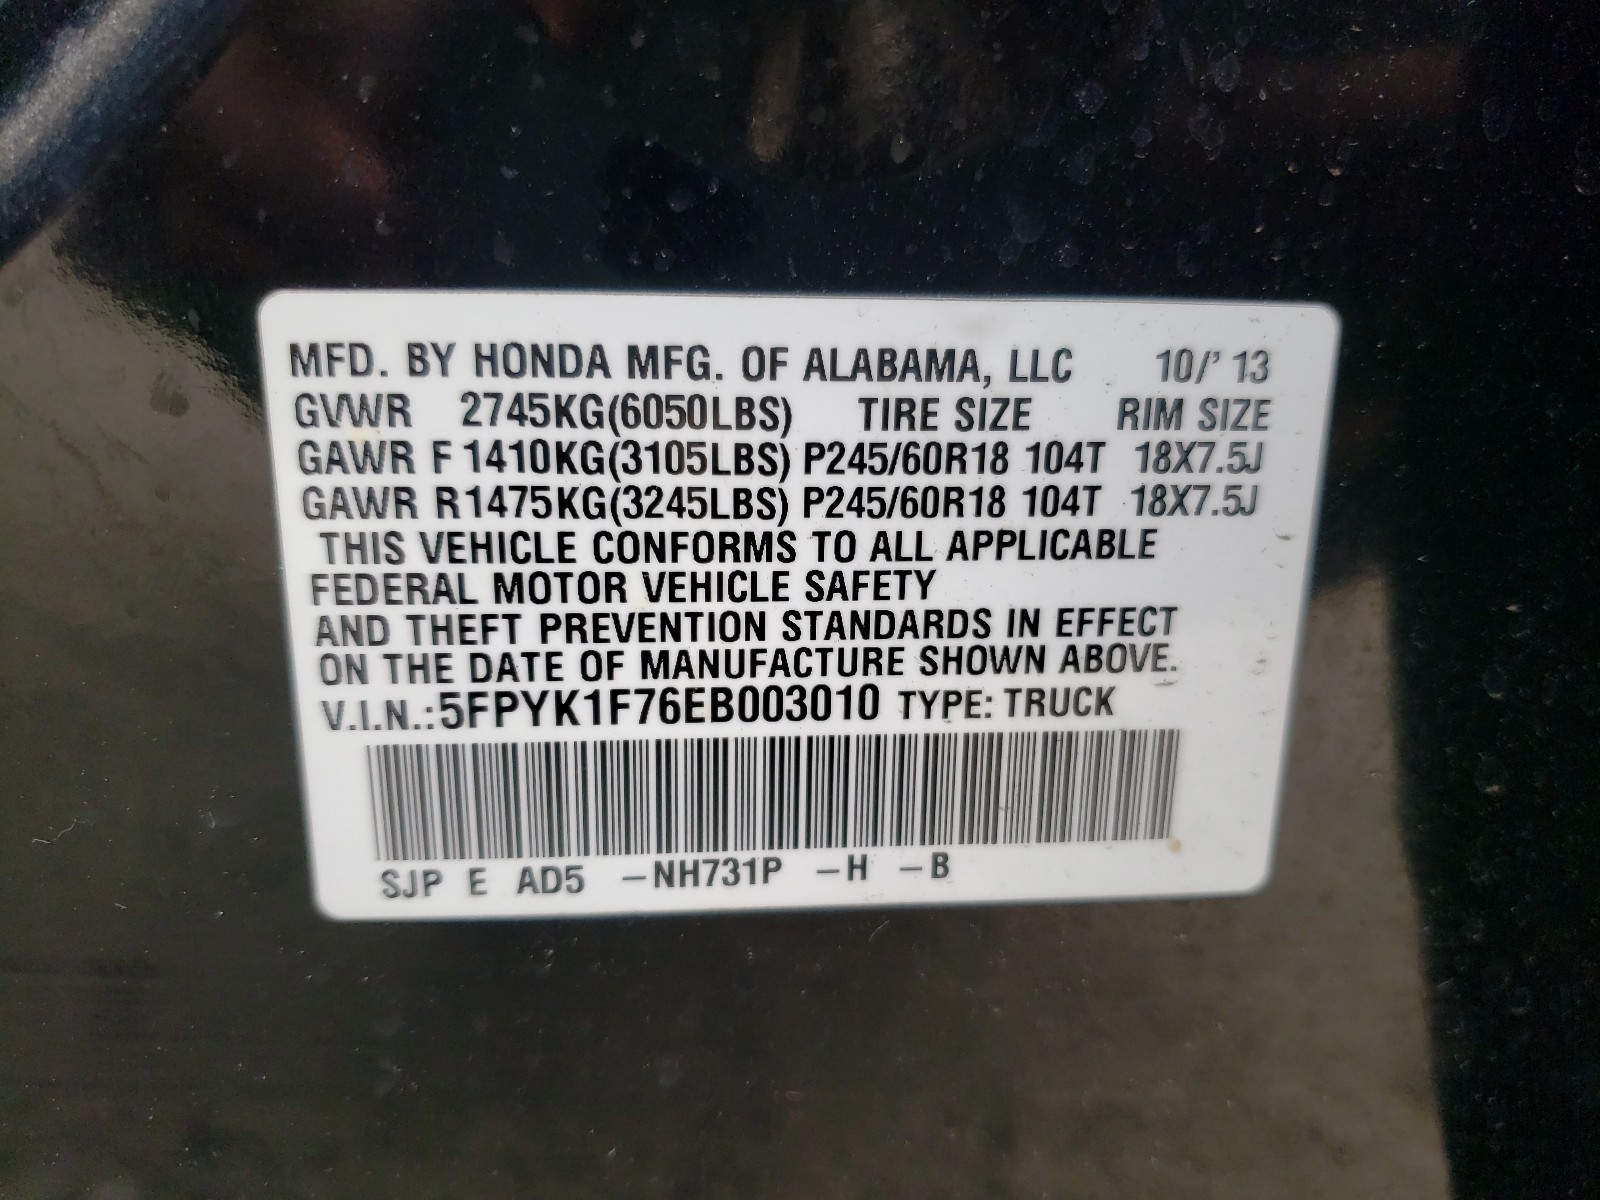 MFD. BY HONDA MFG. OF ALABAMA, LLC 10/' 13
GVWR 2745KG(6050LBS) TIRE SIZE RIM SIZE
GAWR F 1410KG(3105LBS) P245/60R18 104T 18X7.5J
GAWR R 1475KG(3245LBS) P245/60R18 104T 18X7.5J
THIS VEHICLE CONFORMS TO ALL APPLICABLE
FEDERAL MOTOR VEHICLE SAFETY
AND THEFT PREVENTION STANDARDS IN EFFECT
ON THE DATE OF MANUFACTURE SHOWN ABOVE.
V.I.N.:5FPYK1F76EB003010 TYPE: TRUCK
SJP E AD5 –NH731P –H –B